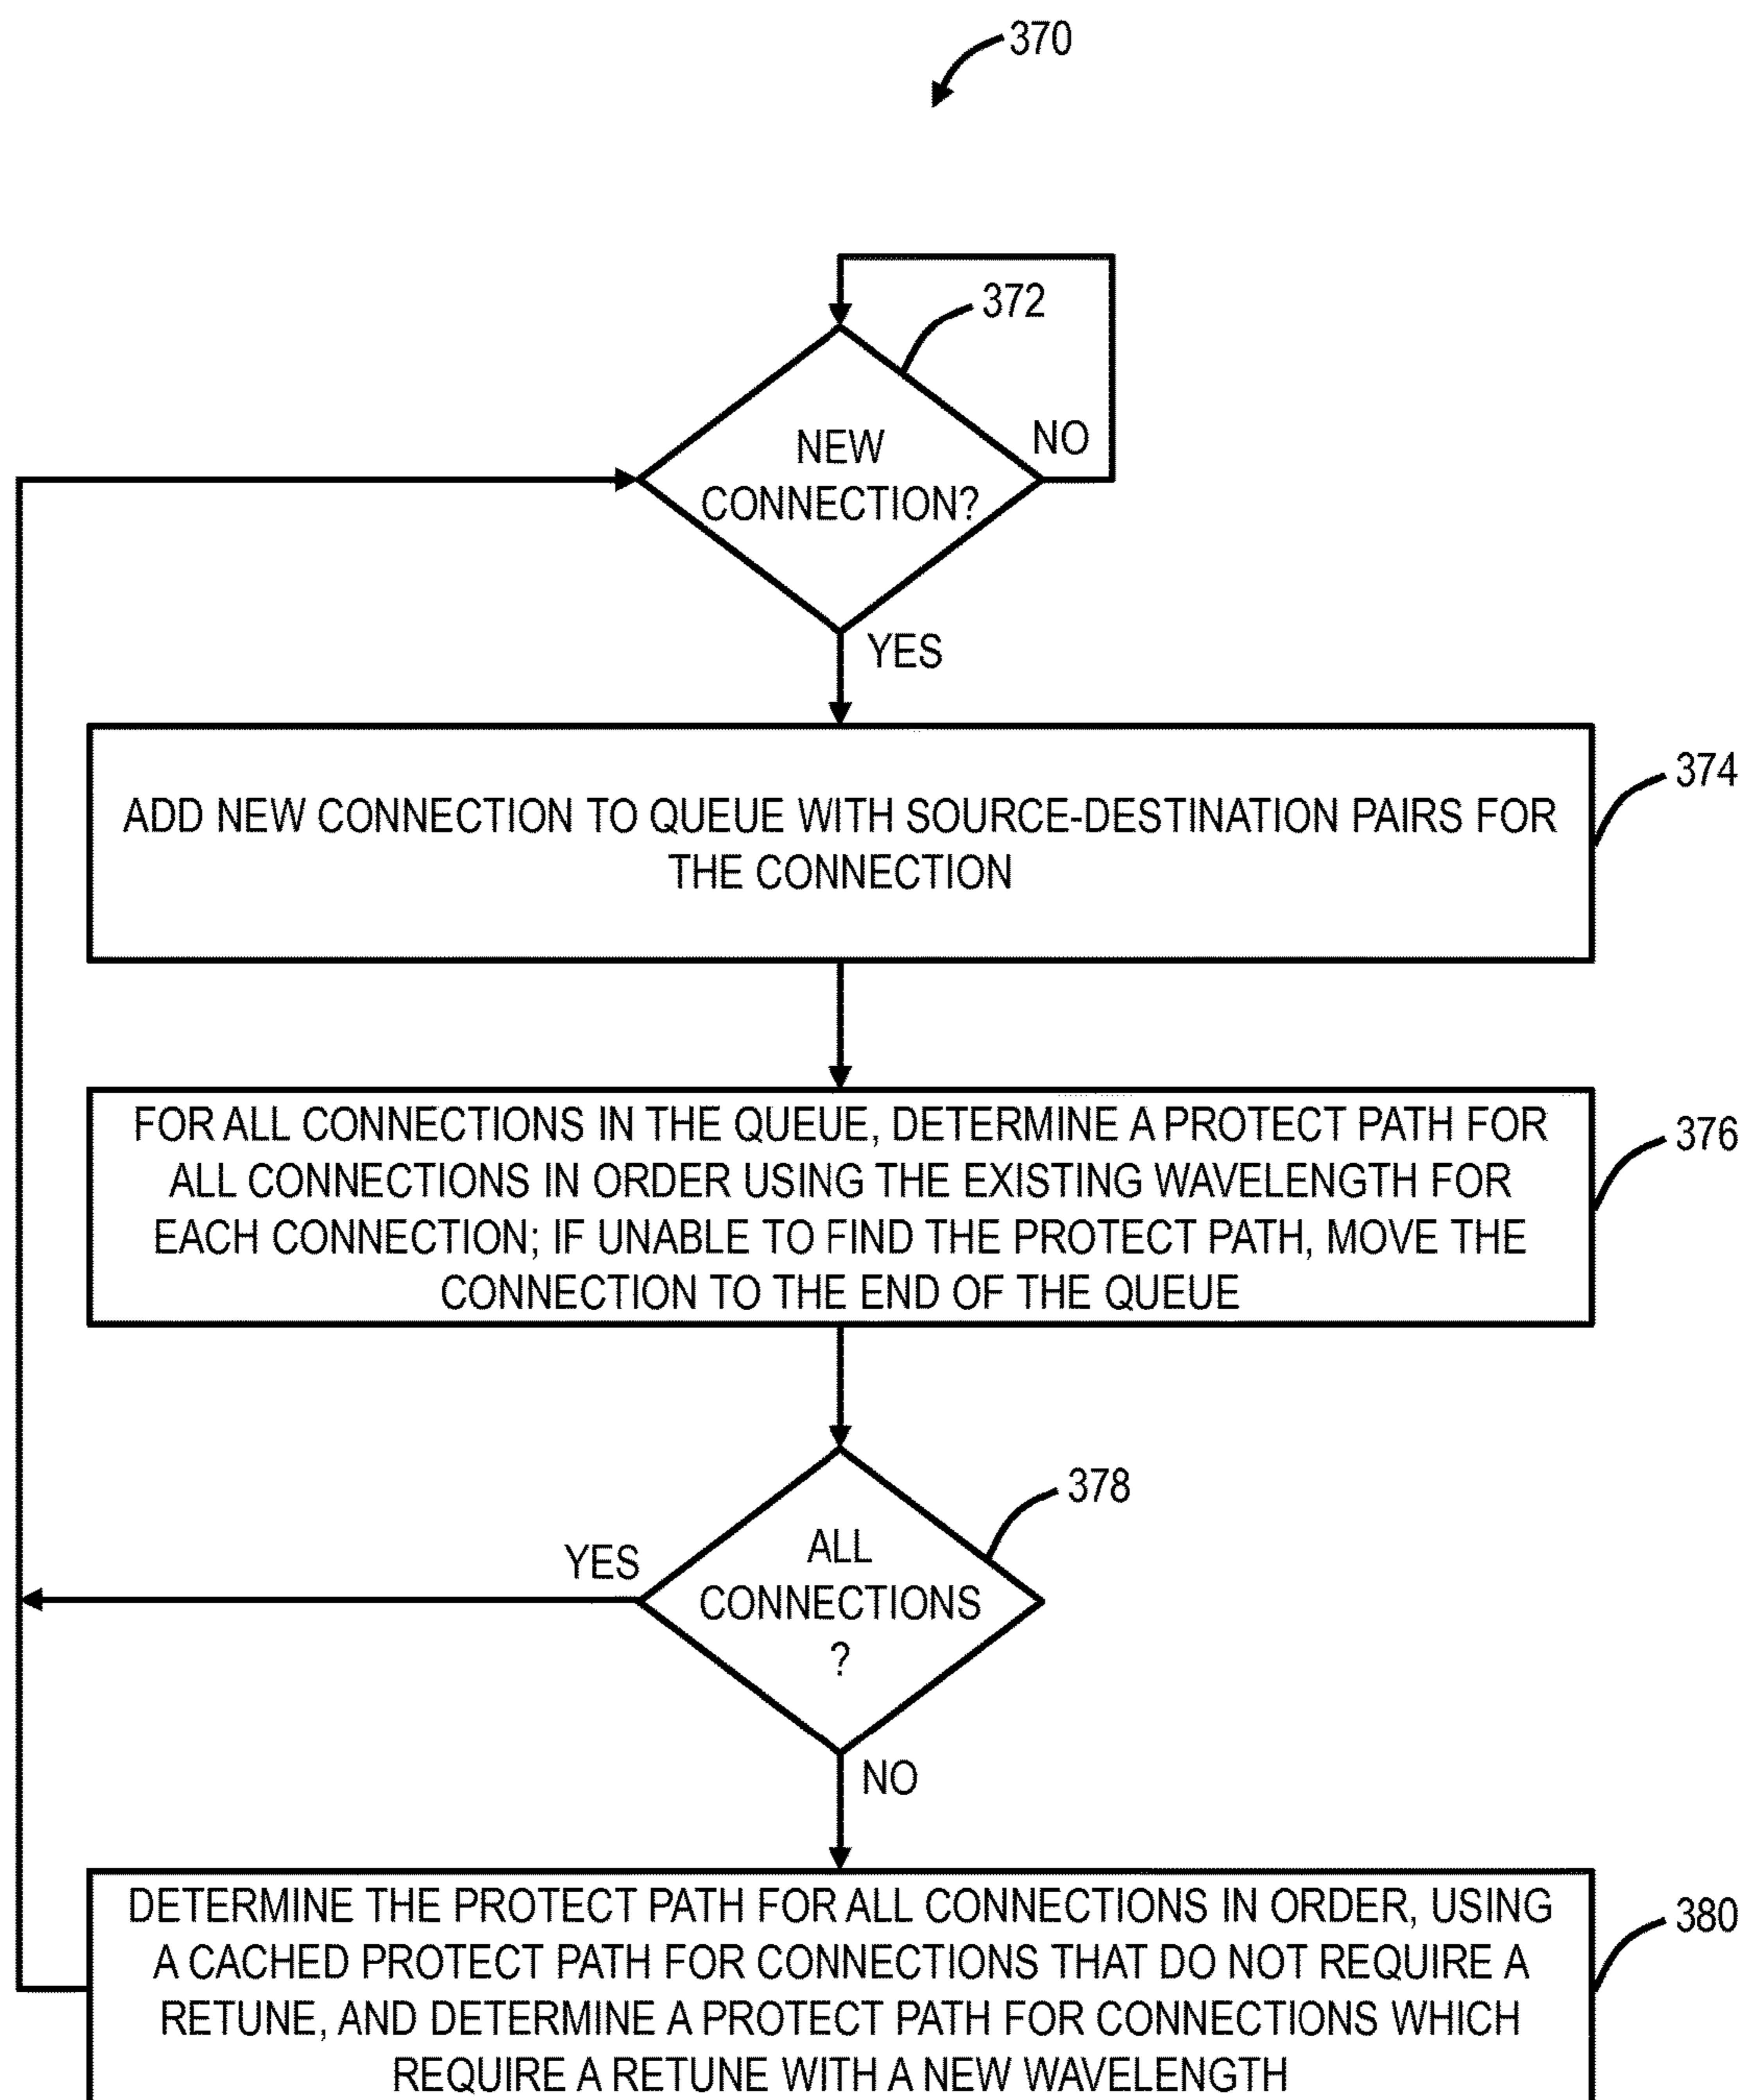 370
372
NEW
CONNECTION?
NO
YES
374
ADD NEW CONNECTION TO QUEUE WITH SOURCE-DESTINATION PAIRS FOR
THE CONNECTION
376
FOR ALL CONNECTIONS IN THE QUEUE, DETERMINE A PROTECT PATH FOR
ALL CONNECTIONS IN ORDER USING THE EXISTING WAVELENGTH FOR
EACH CONNECTION; IF UNABLE TO FIND THE PROTECT PATH, MOVE THE
CONNECTION TO THE END OF THE QUEUE
378
YES
ALL
CONNECTIONS
?
NO
380
DETERMINE THE PROTECT PATH FOR ALL CONNECTIONS IN ORDER, USING
A CACHED PROTECT PATH FOR CONNECTIONS THAT DO NOT REQUIRE A
RETUNE, AND DETERMINE A PROTECT PATH FOR CONNECTIONS WHICH
REQUIRE A RETUNE WITH A NEW WAVELENGTH